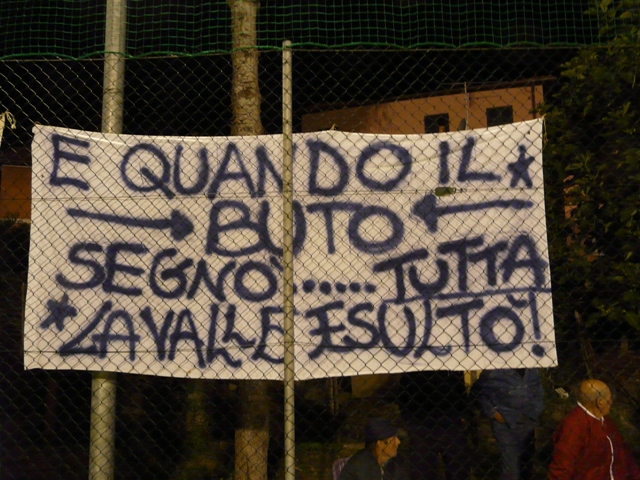 E QUANDO IL
BUTO
SEGNÒ...... TUTTA
LA VALLE ESULTÒ!